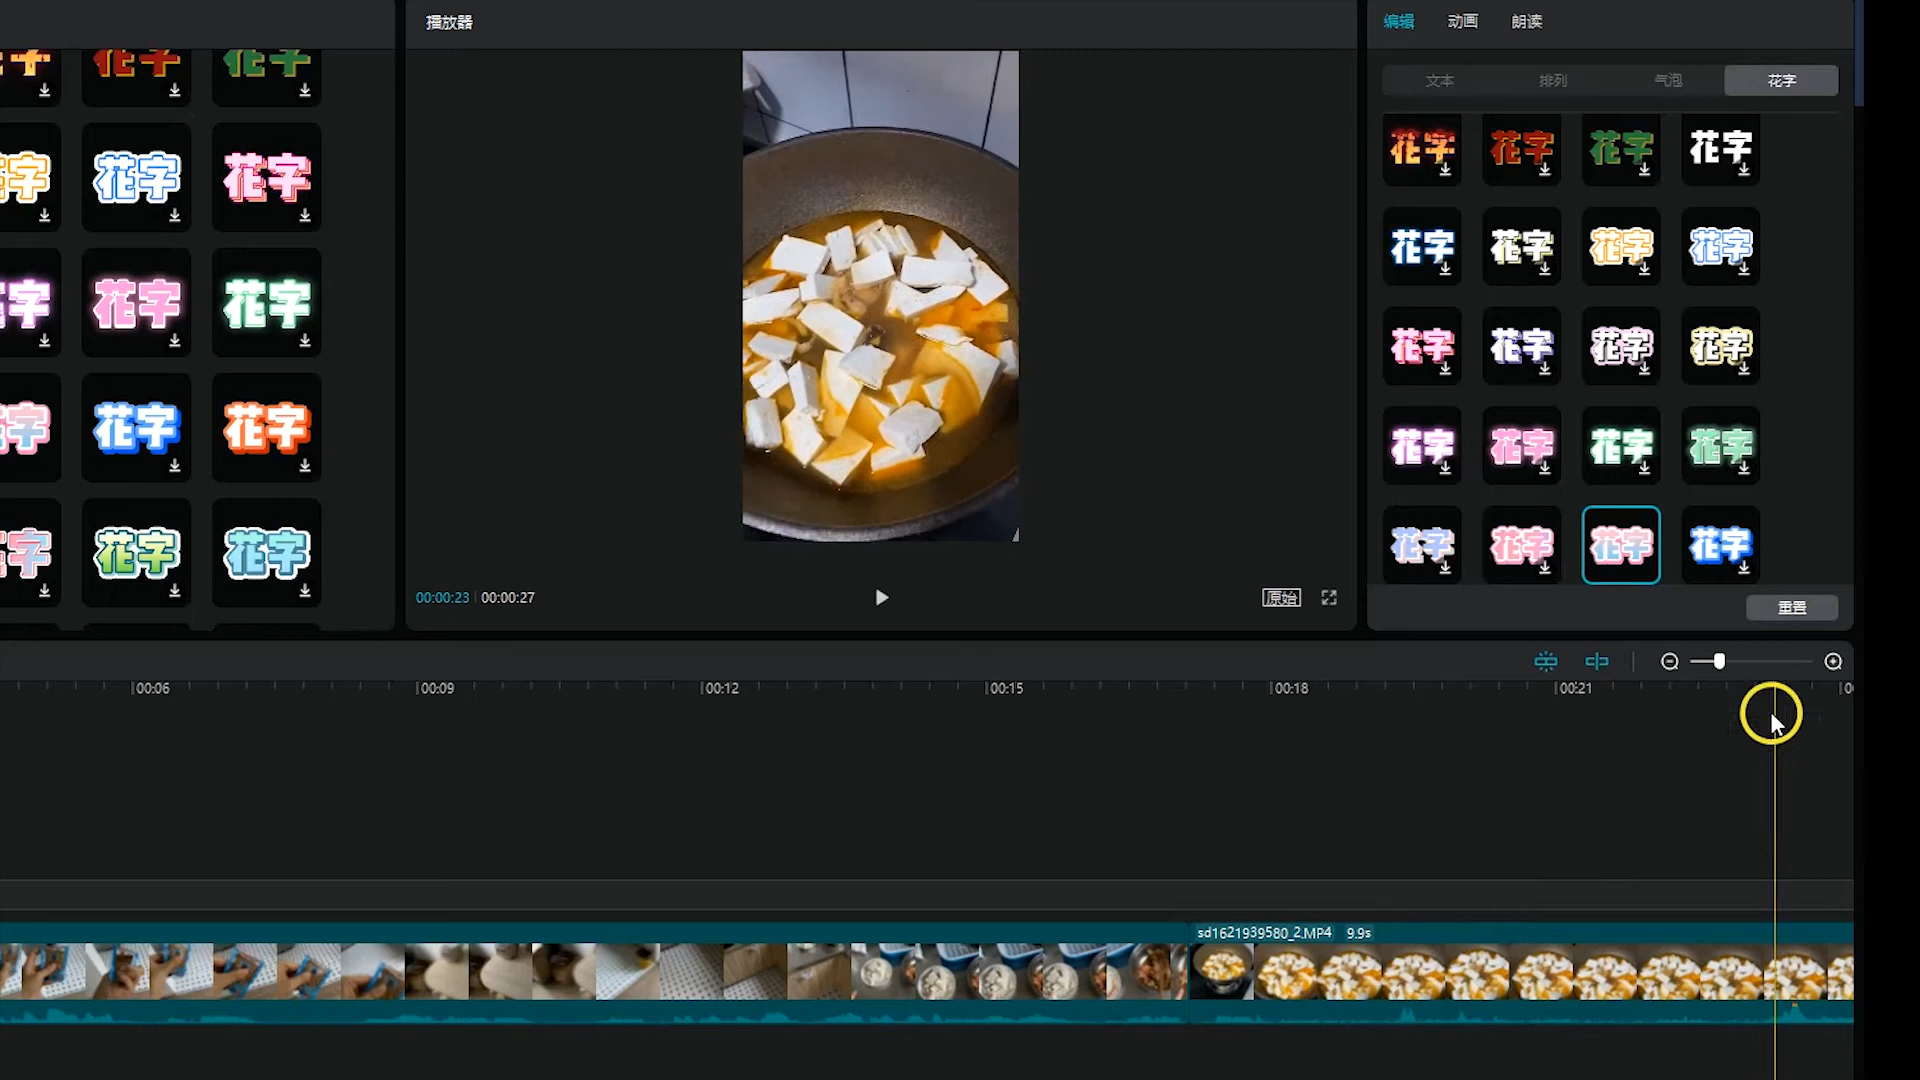 播放器
编辑 动画 朗读
文本 排列 气泡 花字
花字 花字 花字 花字
花字 花字 花字 花字
花字 花字 花字 花字
花字 花字 花字 花字
花字 花字 花字 花字
重置
花字 花字
花字 花字
字 花字 花字
字 花字 花字
字 花字 花字
字 花字 花字
00:00:23 00:00:27
原始
00:06 00:09 00:12 00:15 00:18 00:21
sd1621939580_2.MP4 9.9s